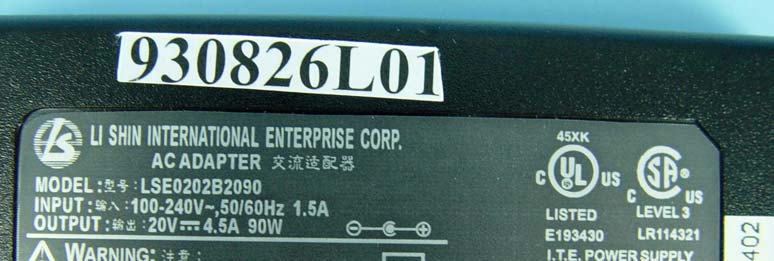 930826L01
LI SHIN INTERNATIONAL ENTERPRISE CORP.
AC ADAPTER 交流适配器
MODEL:型号: LSE0202B2090
INPUT:输入:100-240V~,50/60Hz 1.5A
OUTPUT:输出:20V⎓4.5A 90W
WARNING:注意:
45XK
C UL US
LISTED
E193430
C SA US
LEVEL 3
LR114321
I.T.E. POWER SUPPLY
402